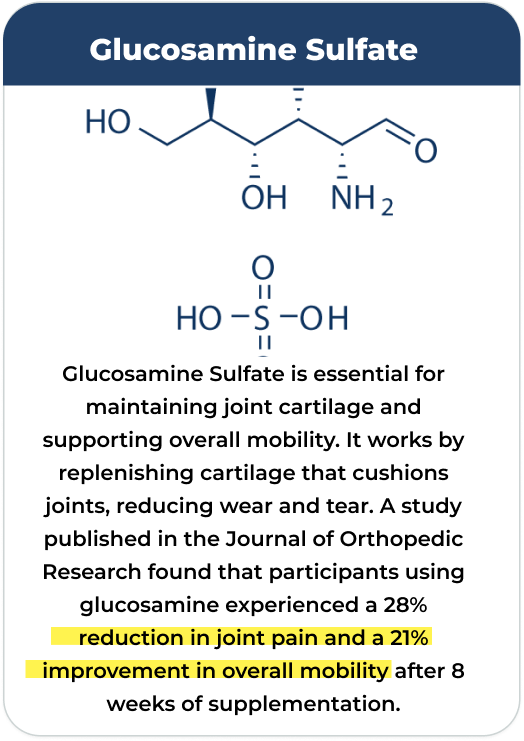 Glucosamine Sulfate
HO
O
OH
NH2
O
HO S OH
Glucosamine Sulfate is essential for
maintaining joint cartilage and
supporting overall mobility. It works by
replenishing cartilage that cushions
joints, reducing wear and tear. A study
published in the Journal of Orthopedic
Research found that participants using
glucosamine experienced a 28%
reduction in joint pain and a 21%
improvement in overall mobility after 8
weeks of supplementation.